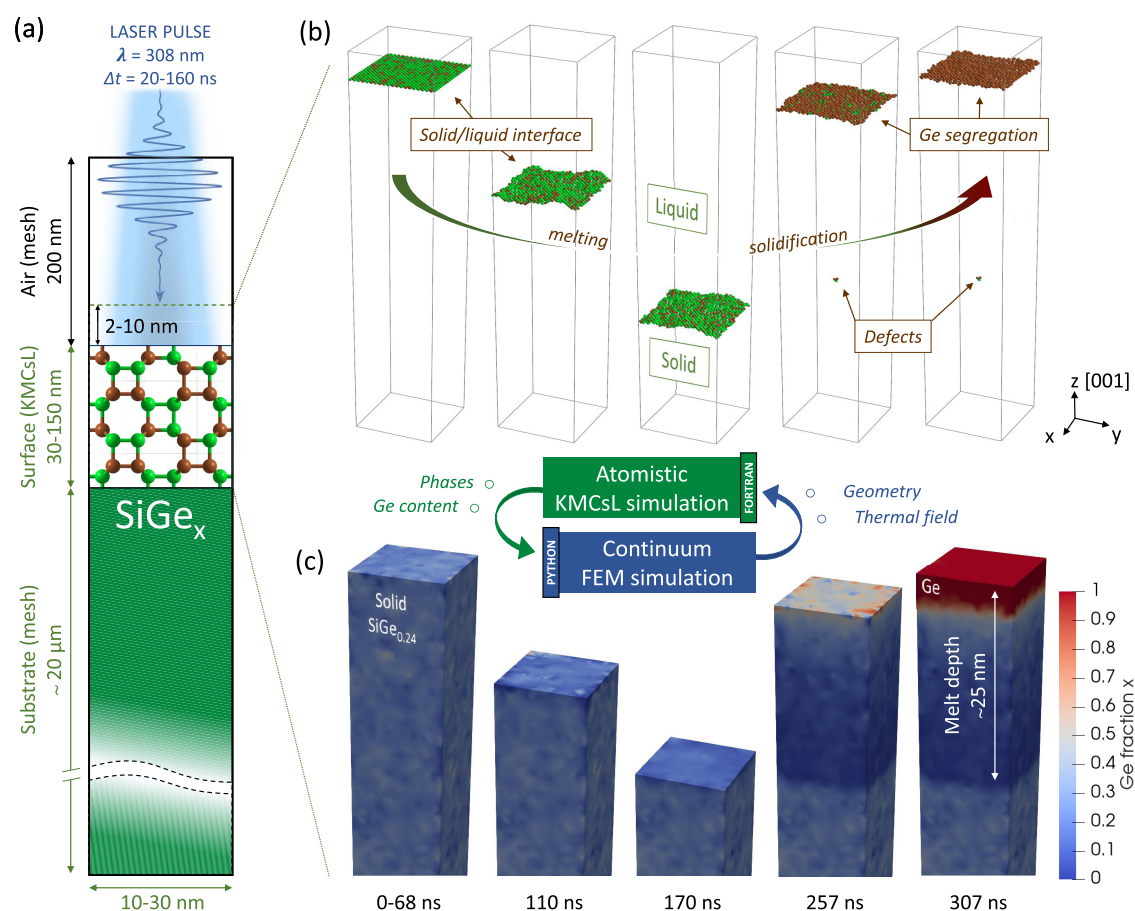 (a)
LASER PULSE
λ = 308 nm
Δt = 20-160 ns
Air (mesh)
200 nm
2-10 nm
Surface (KMCsL)
30-150 nm
SiGex
Substrate (mesh)
~ 20 µm
10-30 nm
(b)
Solid/liquid interface
Ge segregation
melting
Liquid
solidification
Solid
Defects
z [001]
x
y
Phases
Ge content
Atomistic
KMCsL simulation
FORTRAN
Geometry
Thermal field
PYTHON
Continuum
FEM simulation
(c)
Solid
SiGe0.24
Ge
Melt depth
~25 nm
1
0.9
0.8
0.7
0.6
0.5
0.4
0.3
0.2
0.1
0
Ge fraction x
0-68 ns
110 ns
170 ns
257 ns
307 ns